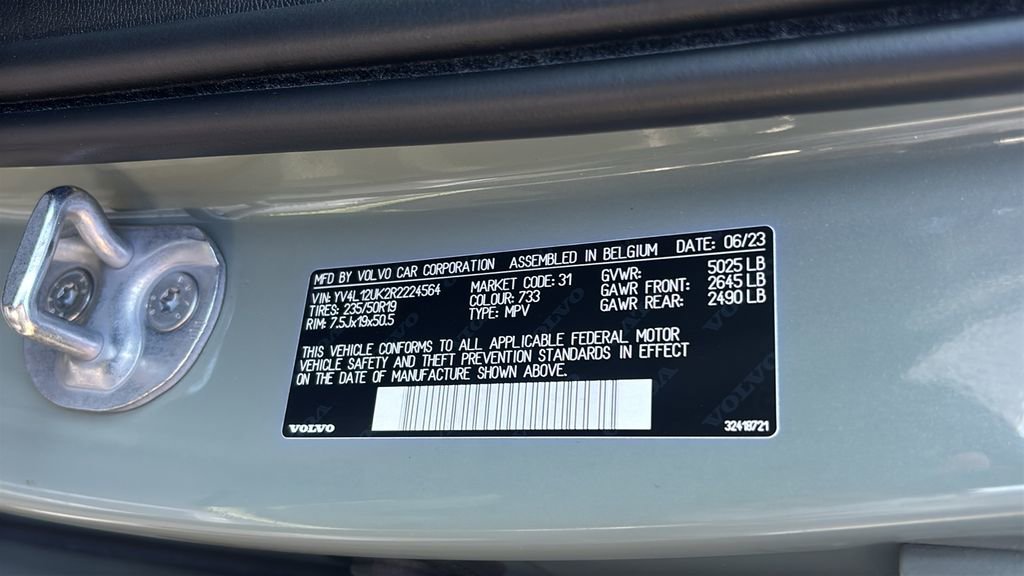 MFD BY VOLVO CAR CORPORATION ASSEMBLED IN BELGIUM DATE: 06/23
VIN: YV4L12UK2R2224564 MARKET CODE: 31 GVWR: 5025 LB
TIRES: 235/50R19 COLOUR: 733 GAWR FRONT: 2645 LB
RIM: 7.5Jx19x50.5 TYPE: MPV GAWR REAR: 2490 LB
THIS VEHICLE CONFORMS TO ALL APPLICABLE FEDERAL MOTOR
VEHICLE SAFETY AND THEFT PREVENTION STANDARDS IN EFFECT
ON THE DATE OF MANUFACTURE SHOWN ABOVE.
VOLVO 32418721